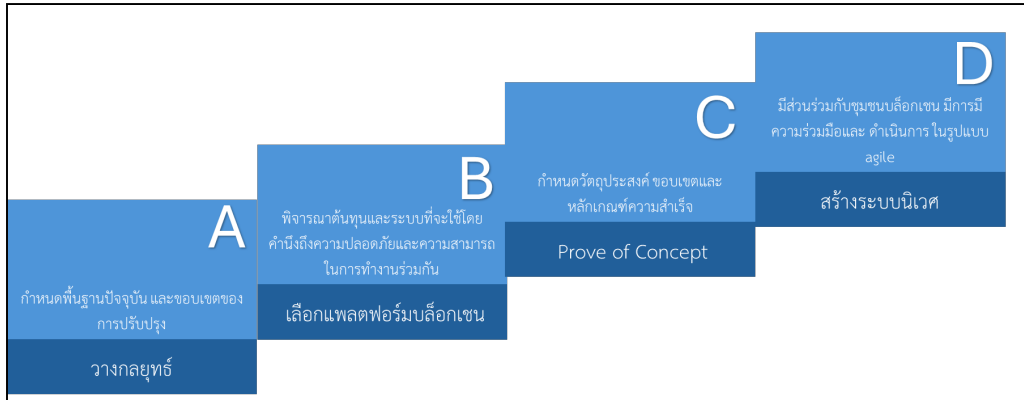 A
กำหนดพื้นฐานปัจจุบัน และขอบเขตของ
การปรับปรุง
วางกลยุทธ์
B
พิจารณาต้นทุนและระบบที่จะใช้โดย
คำนึงถึงความปลอดภัยและความสามารถ
ในการทำงานร่วมกัน
เลือกแพลตฟอร์มบล็อกเชน
C
กำหนดวัตถุประสงค์ ขอบเขตและ
หลักเกณฑ์ความสำเร็จ
Prove of Concept
D
มีส่วนร่วมกับชุมชนบล็อกเชน มีการมี
ความร่วมมือและ ดำเนินการ ในรูปแบบ
agile
สร้างระบบนิเวศ